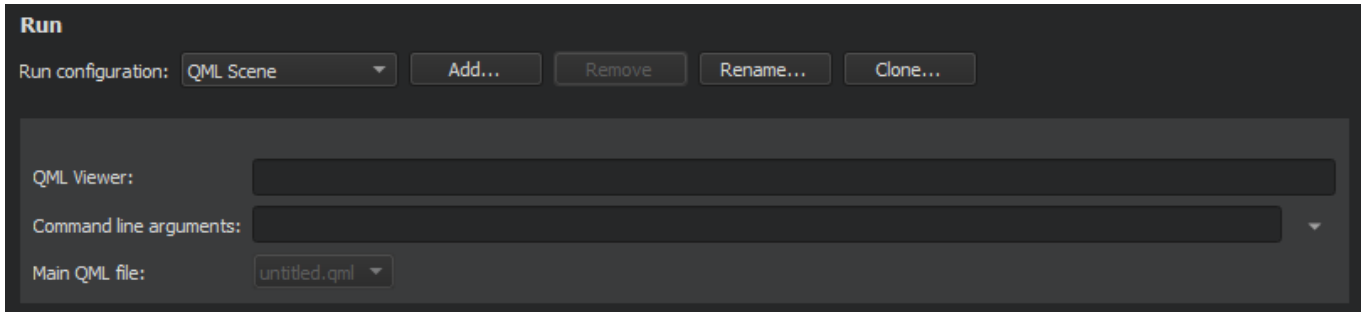 Run
Run configuration: QML Scene Add... Remove Rename... Clone...
QML Viewer:
Command line arguments:
Main QML file: untitled.qml